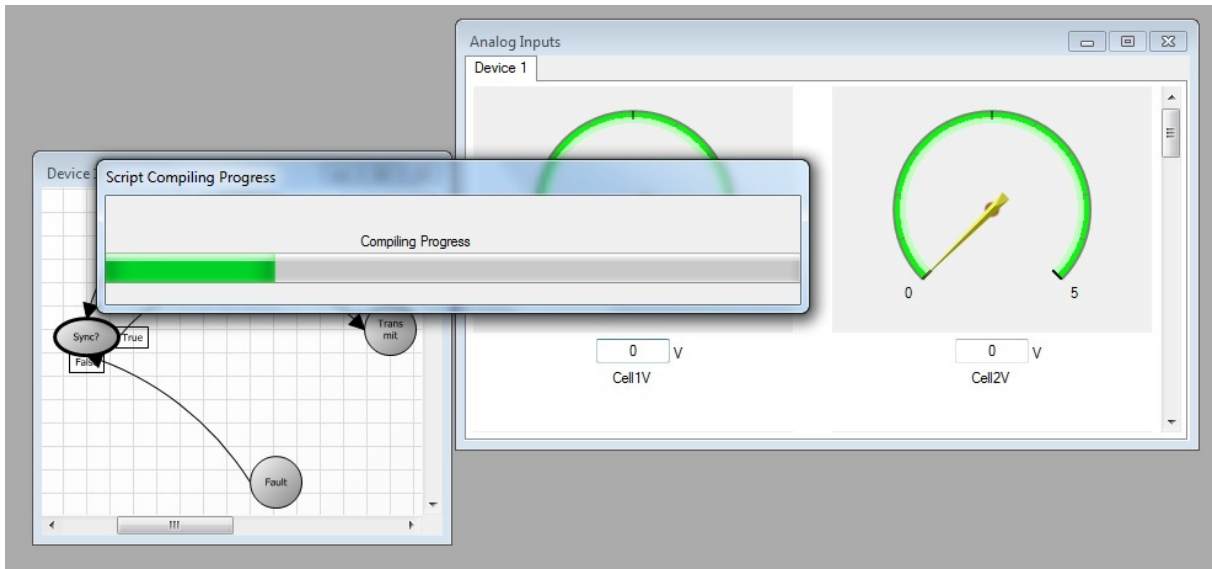 Analog Inputs
Device 1
Device
Script Compiling Progress
Compiling Progress
Sync?
True
False
Trans
mit
Fault
0
5
0
V
Cell1V
0
V
Cell2V